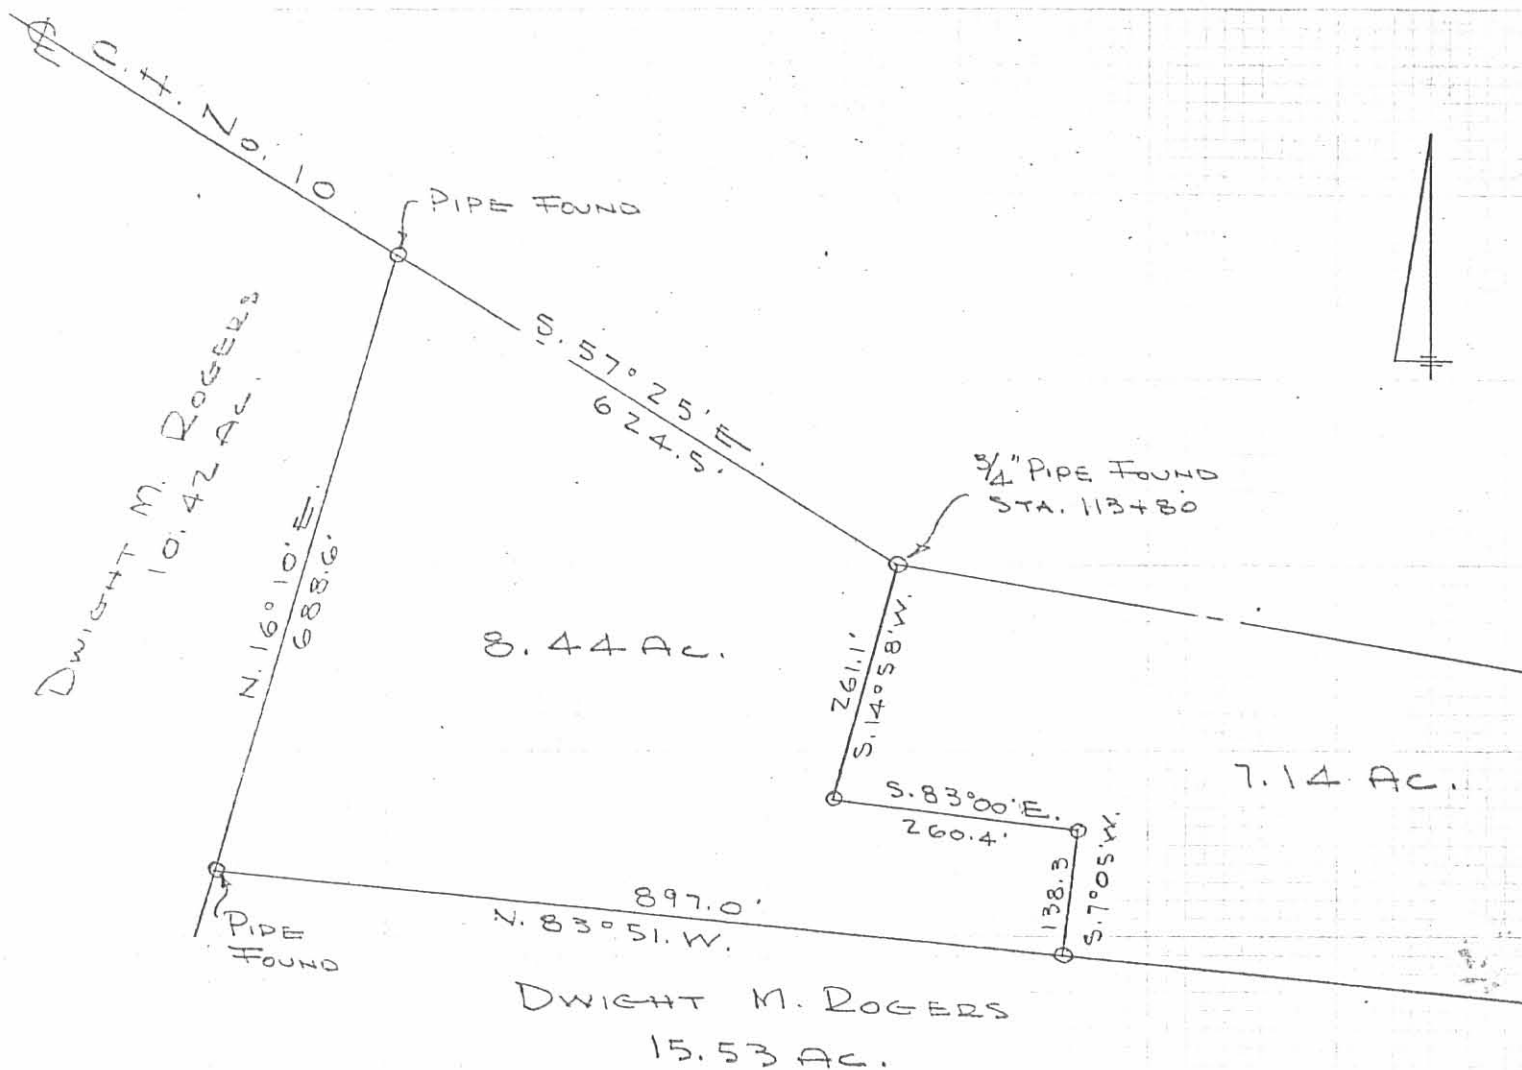 C.H. No. 10
PIPE FOUND
S. 57° 25' E.
624.5'
DWIGHT M. ROGERS
10.42 AC.
N. 16° 10' E.
688.6'
3/4" PIPE FOUND
STA. 113+80
8.44 AC.
261.1'
S. 14° 58' W.
S. 83° 00' E.
260.4'
138.3
S. 7° 05' W.
7.14 AC.
897.0'
N. 83° 51. W.
PIPE
FOUND
DWIGHT M. ROGERS
15.53 AC.